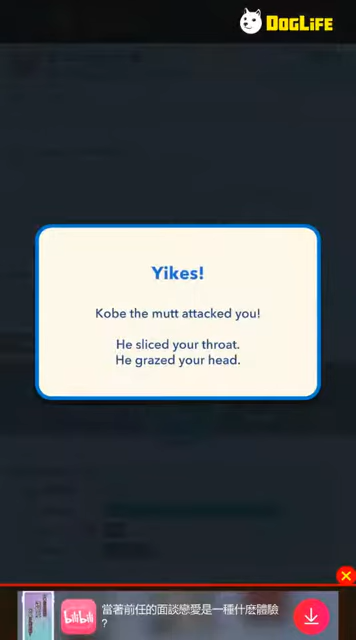 DOGLIFE
Yikes!
Kobe the mutt attacked you!
He sliced your throat.
He grazed your head.
bilibili
當著前任的面談戀愛是一種什麼體驗
?